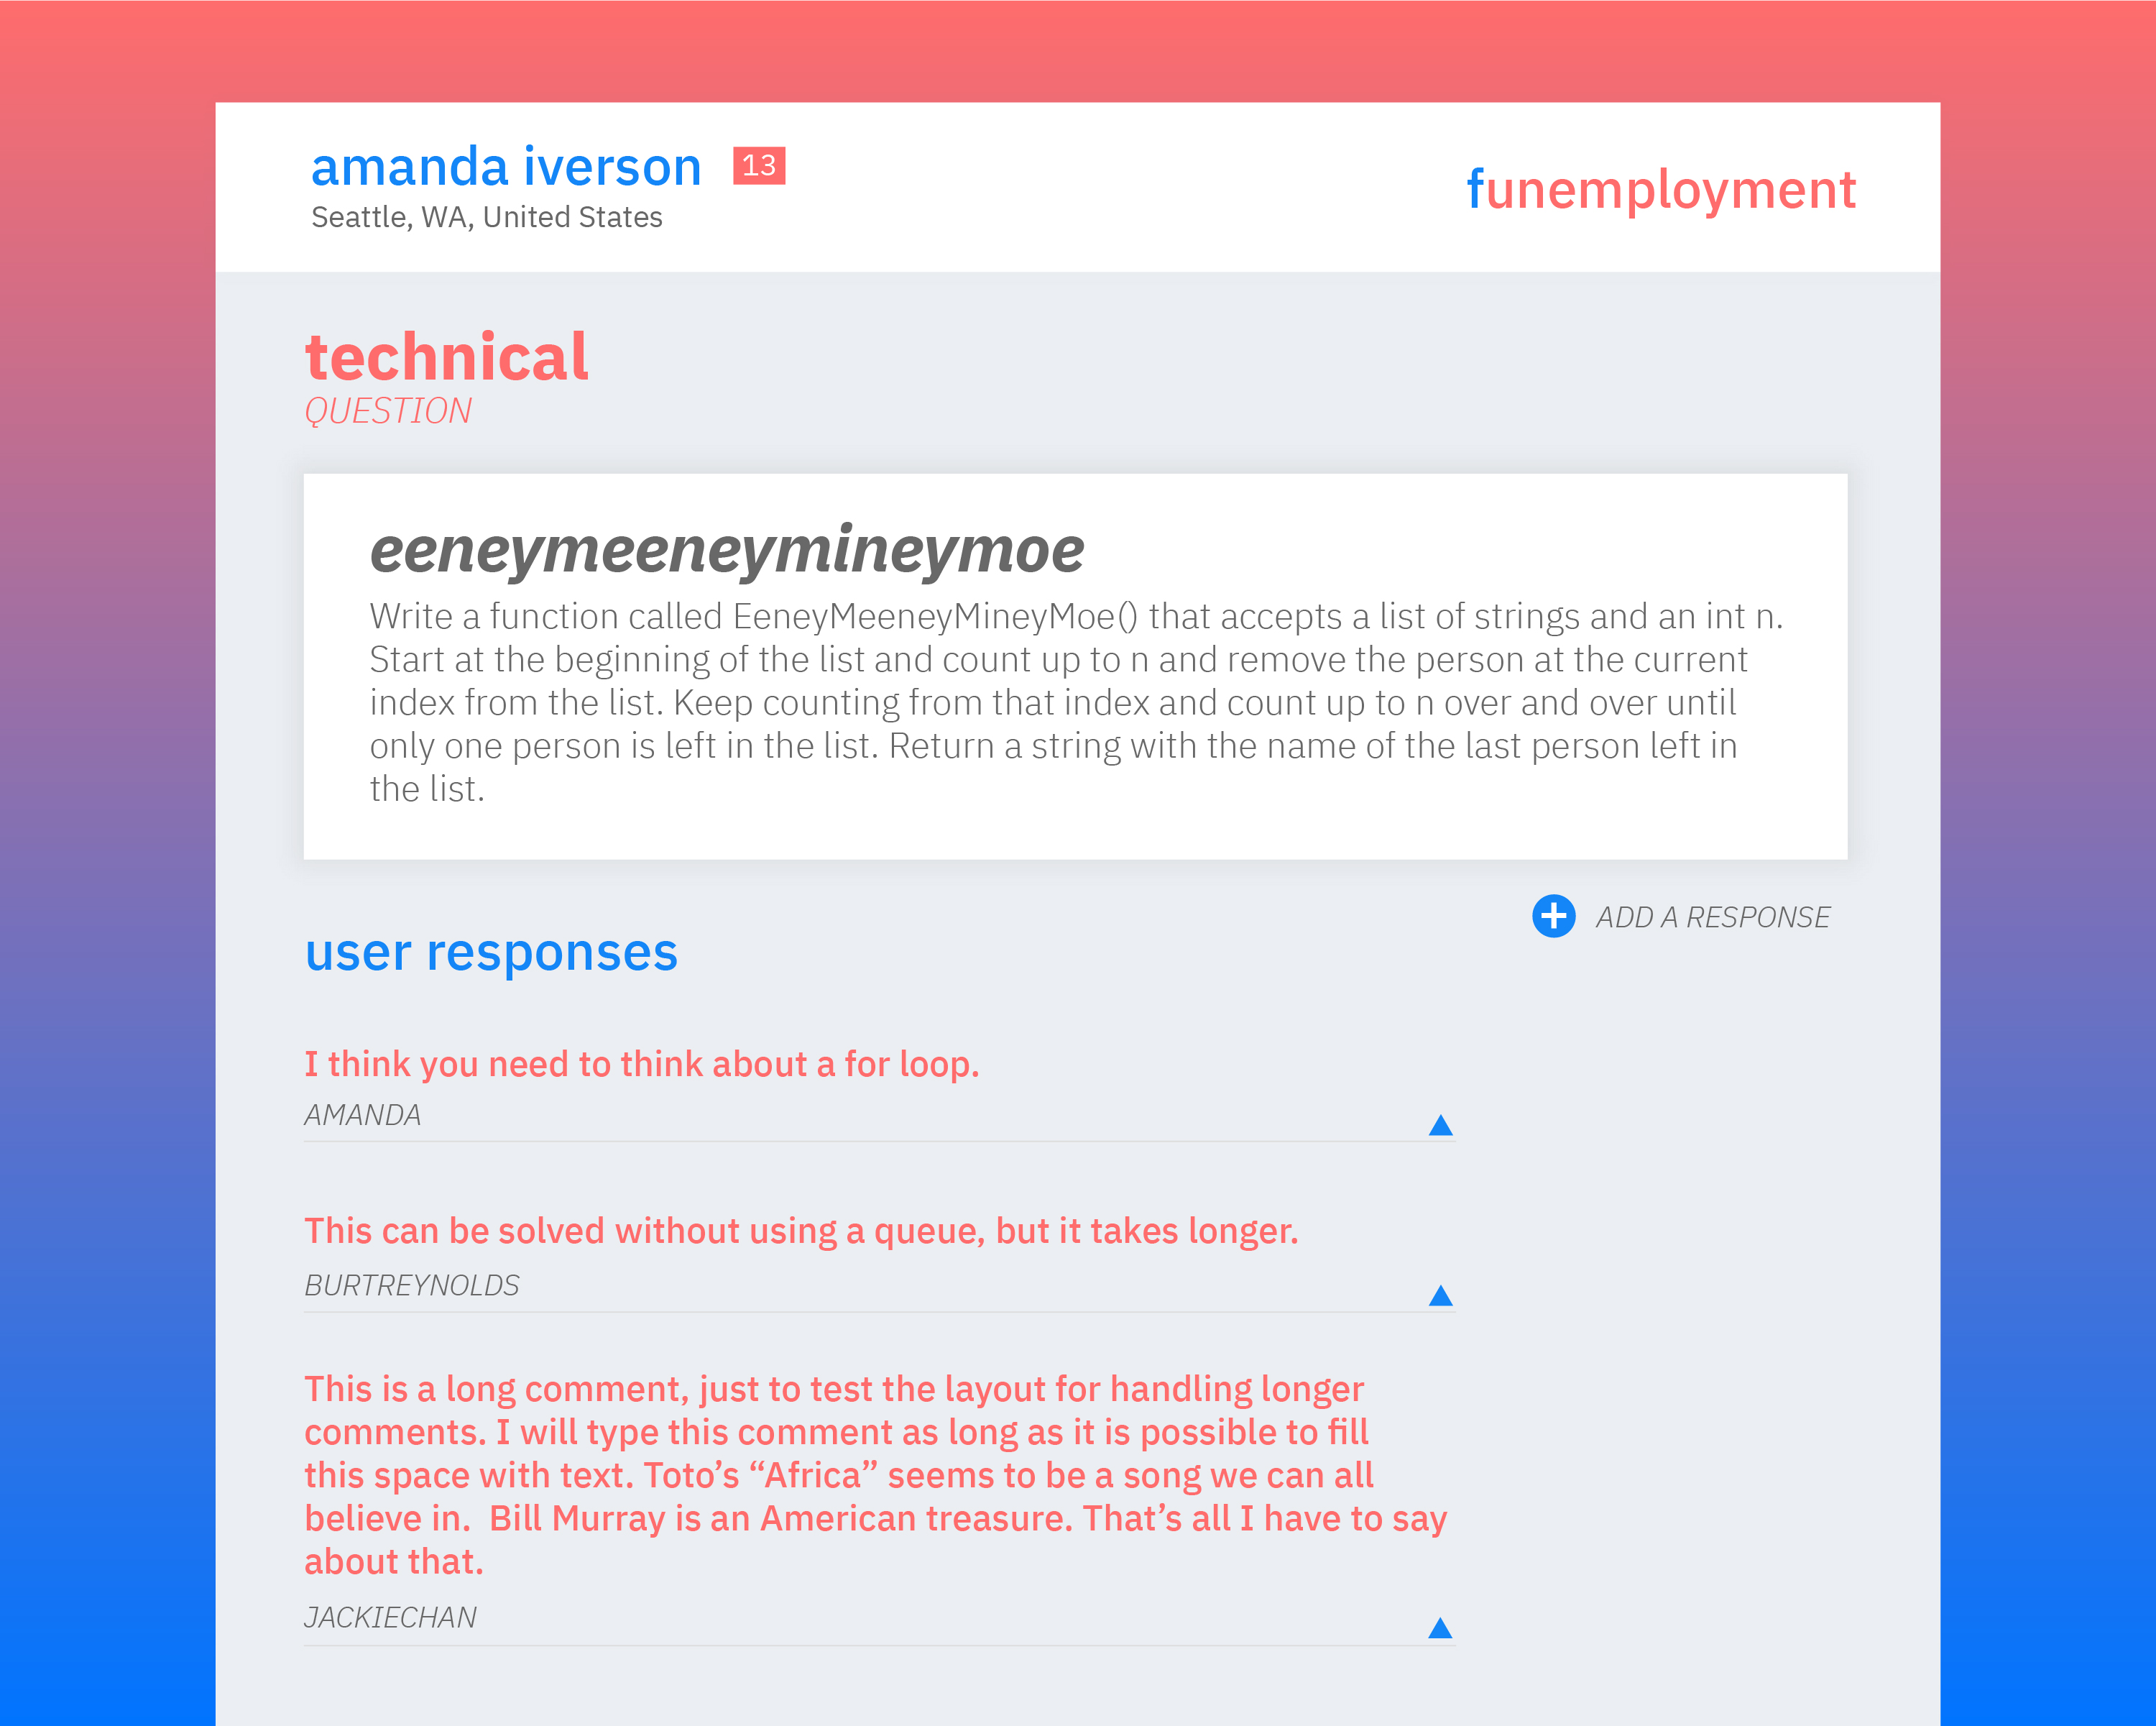 amanda iverson 13
Seattle, WA, United States
funemployment
technical
QUESTION
eeneymeeneymineymoe
Write a function called EeneyMeeneyMineyMoe() that accepts a list of strings and an int n.
Start at the beginning of the list and count up to n and remove the person at the current
index from the list. Keep counting from that index and count up to n over and over until
only one person is left in the list. Return a string with the name of the last person left in
the list.
ADD A RESPONSE
user responses
I think you need to think about a for loop.
AMANDA
This can be solved without using a queue, but it takes longer.
BURTREYNOLDS
This is a long comment, just to test the layout for handling longer
comments. I will type this comment as long as it is possible to fill
this space with text. Toto’s “Africa” seems to be a song we can all
believe in.  Bill Murray is an American treasure. That’s all I have to say
about that.
JACKIECHAN